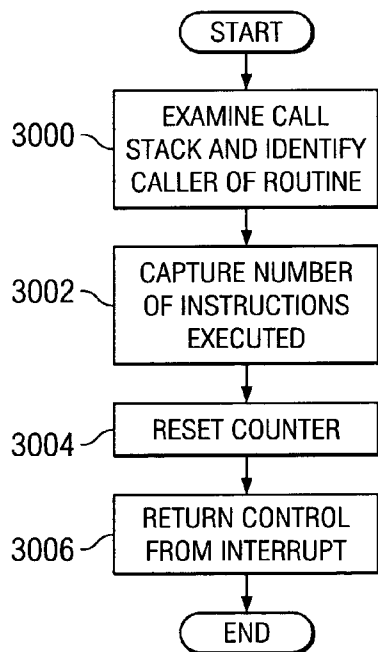 START
3000
EXAMINE CALL
STACK AND IDENTIFY
CALLER OF ROUTINE
3002
CAPTURE NUMBER
OF INSTRUCTIONS
EXECUTED
3004
RESET COUNTER
3006
RETURN CONTROL
FROM INTERRUPT
END